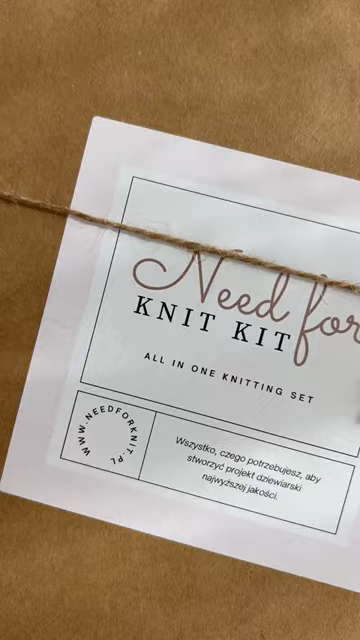 Need for
KNIT KIT
ALL IN ONE KNITTING SET
WWW.NEEDFORKNIT.PL
Wszystko, czego potrzebujesz, aby
stworzyć projekt dziewiarski
najwyższej jakości.